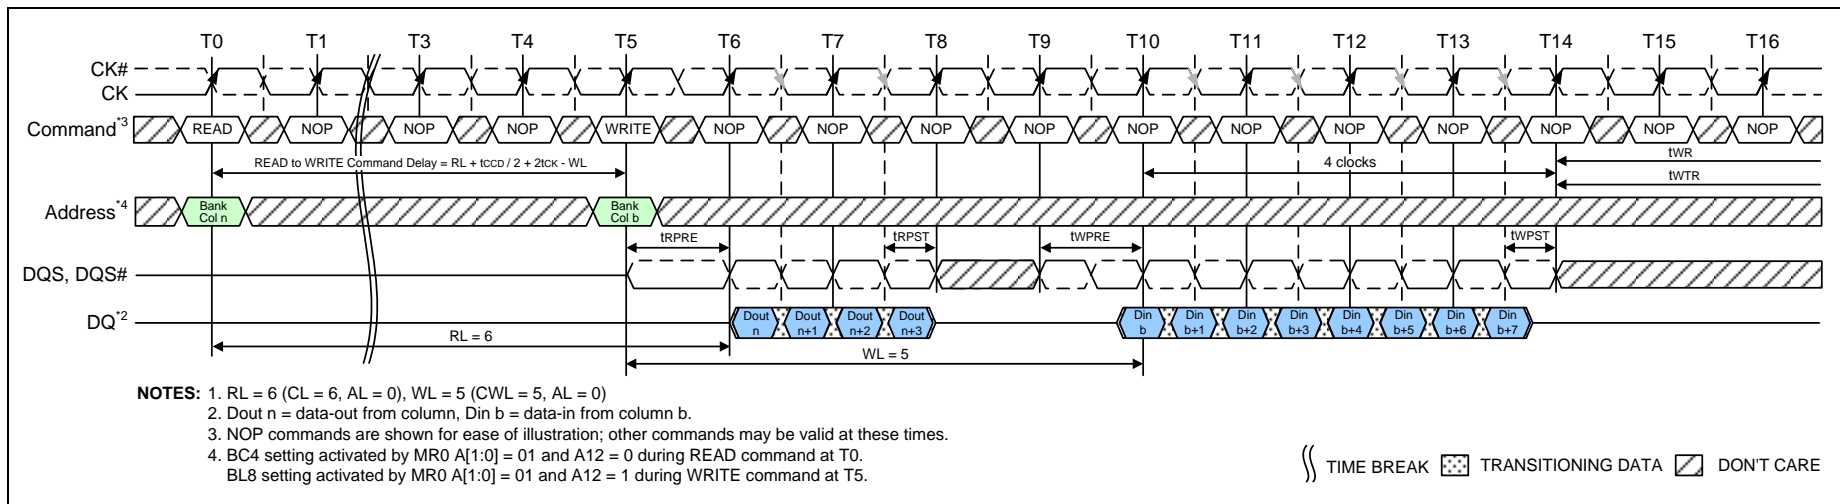 T0 T1 T3 T4 T5 T6 T7 T8 T9 T10 T11 T12 T13 T14 T15 T16
CK#
CK
Command*3 READ NOP NOP NOP WRITE NOP NOP NOP NOP NOP NOP NOP NOP NOP NOP NOP
READ to WRITE Command Delay = RL + tCCD / 2 + 2tCK - WL 4 clocks tWR
tWTR
Address*4 Bank Col n Bank Col b
tRPRE tRPST tWPRE tWPST
DQS, DQS#
DQ*2 Dout n Dout n+1 Dout n+2 Dout n+3 Din b Din b+1 Din b+2 Din b+3 Din b+4 Din b+5 Din b+6 Din b+7
RL = 6
WL = 5
NOTES: 1. RL = 6 (CL = 6, AL = 0), WL = 5 (CWL = 5, AL = 0)
2. Dout n = data-out from column, Din b = data-in from column b.
3. NOP commands are shown for ease of illustration; other commands may be valid at these times.
4. BC4 setting activated by MR0 A[1:0] = 01 and A12 = 0 during READ command at T0.
BL8 setting activated by MR0 A[1:0] = 01 and A12 = 1 during WRITE command at T5.
TIME BREAK TRANSITIONING DATA DON'T CARE